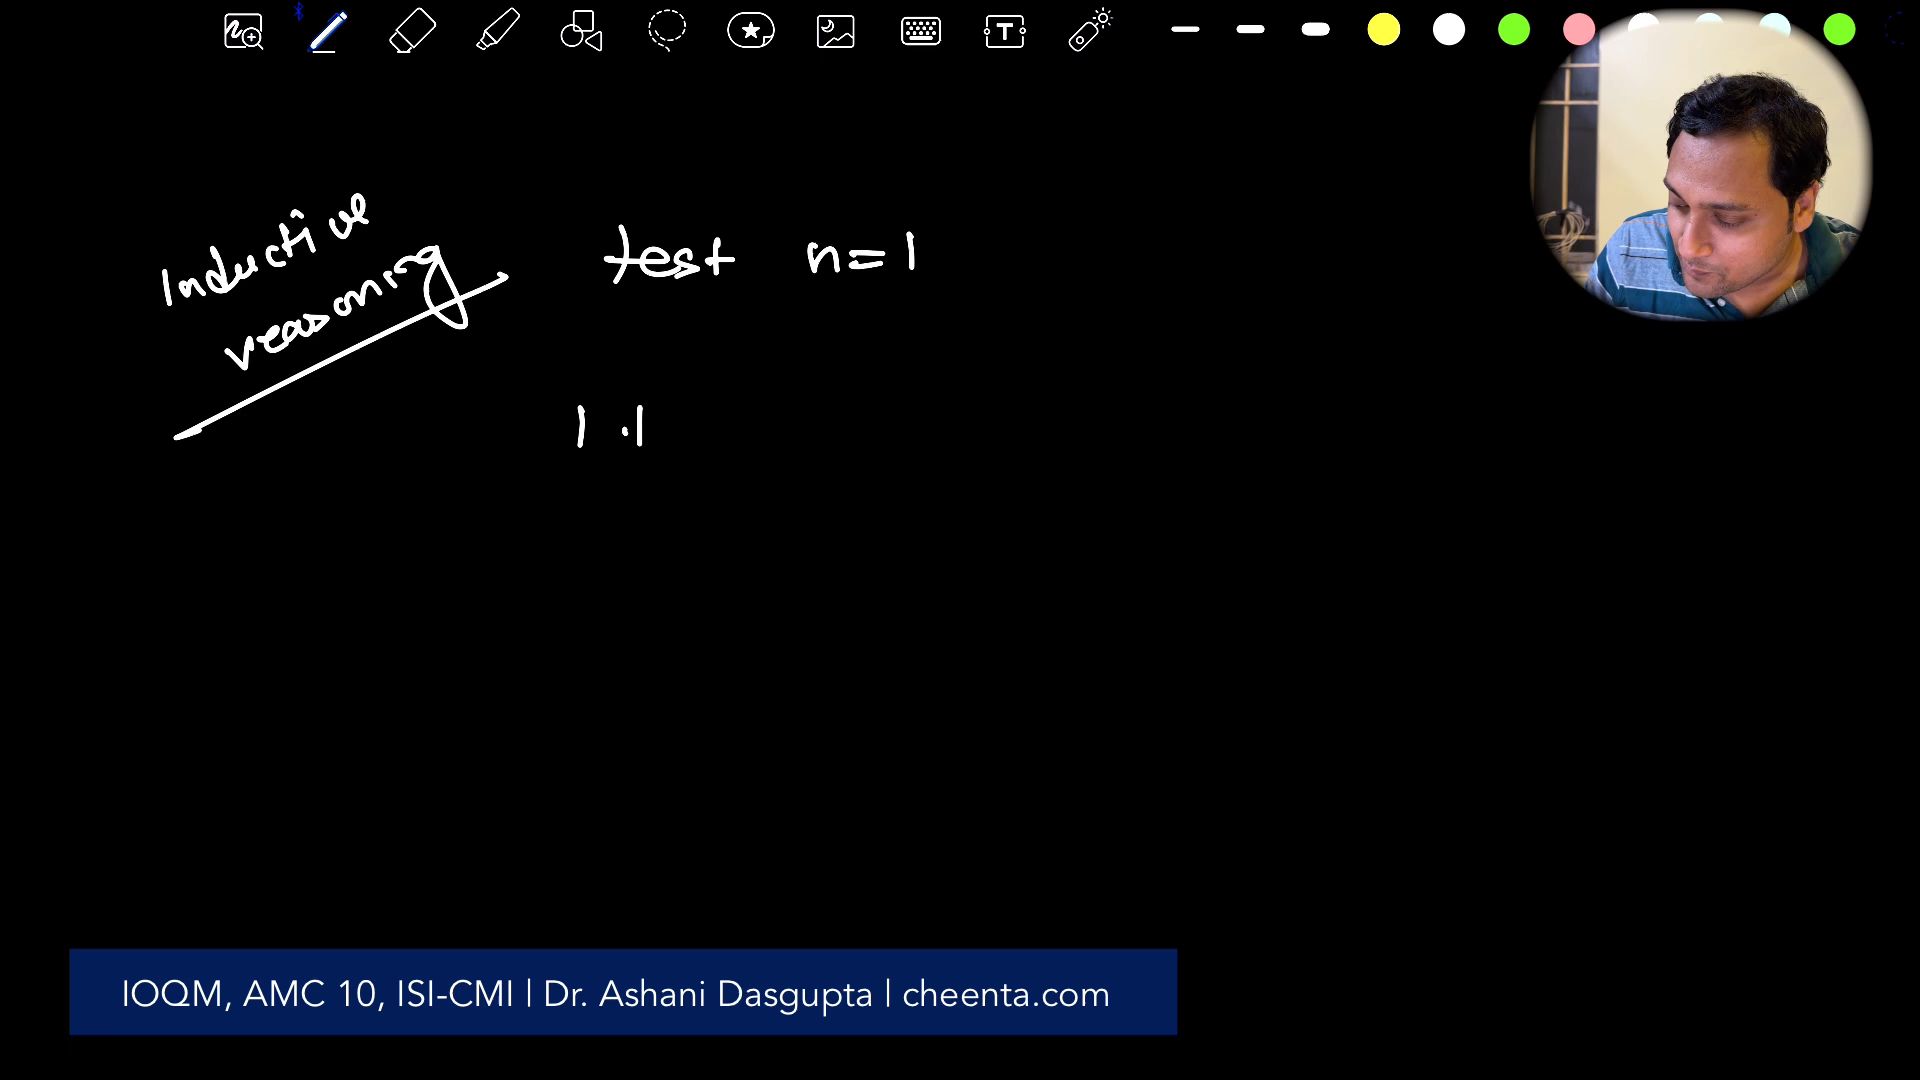 Inductive
reasoning
test n=1
1 .1
IOQM, AMC 10, ISI-CMI | Dr. Ashani Dasgupta | cheenta.com